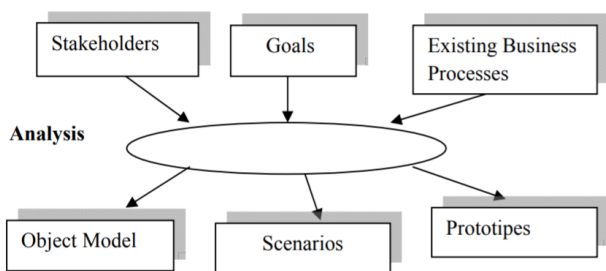 Stakeholders
Goals
Existing Business
Processes
Analysis
Object Model
Scenarios
Prototipes